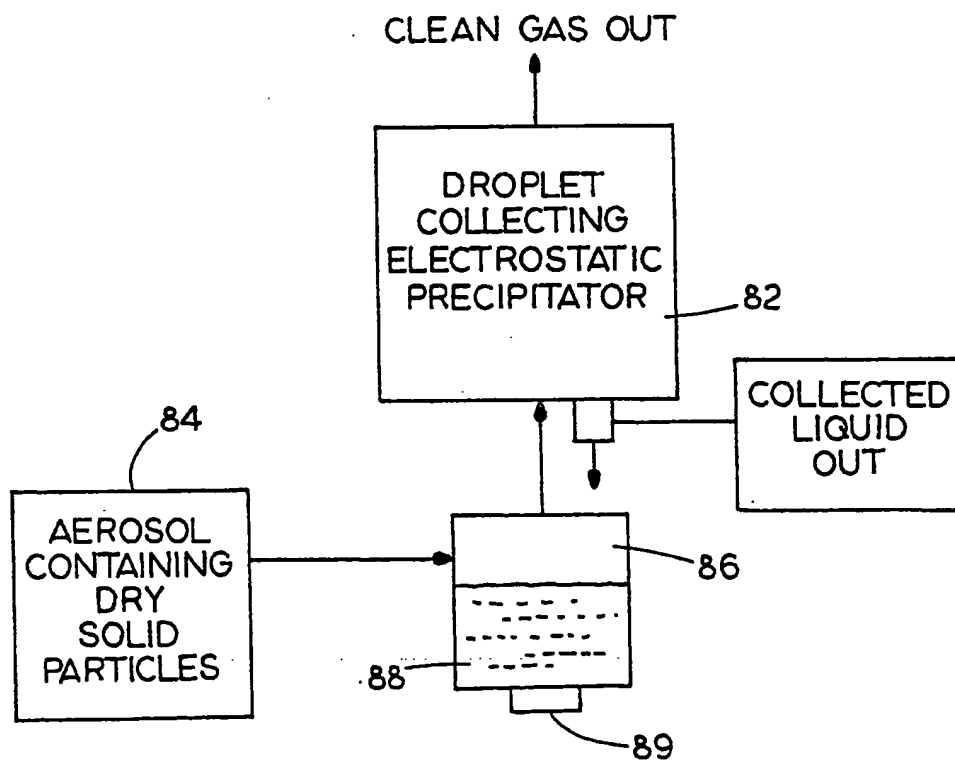 CLEAN GAS OUT
DROPLET
COLLECTING
ELECTROSTATIC
PRECIPITATOR
82
COLLECTED
LIQUID
OUT
84
AEROSOL
CONTAINING
DRY
SOLID
PARTICLES
86
88
89